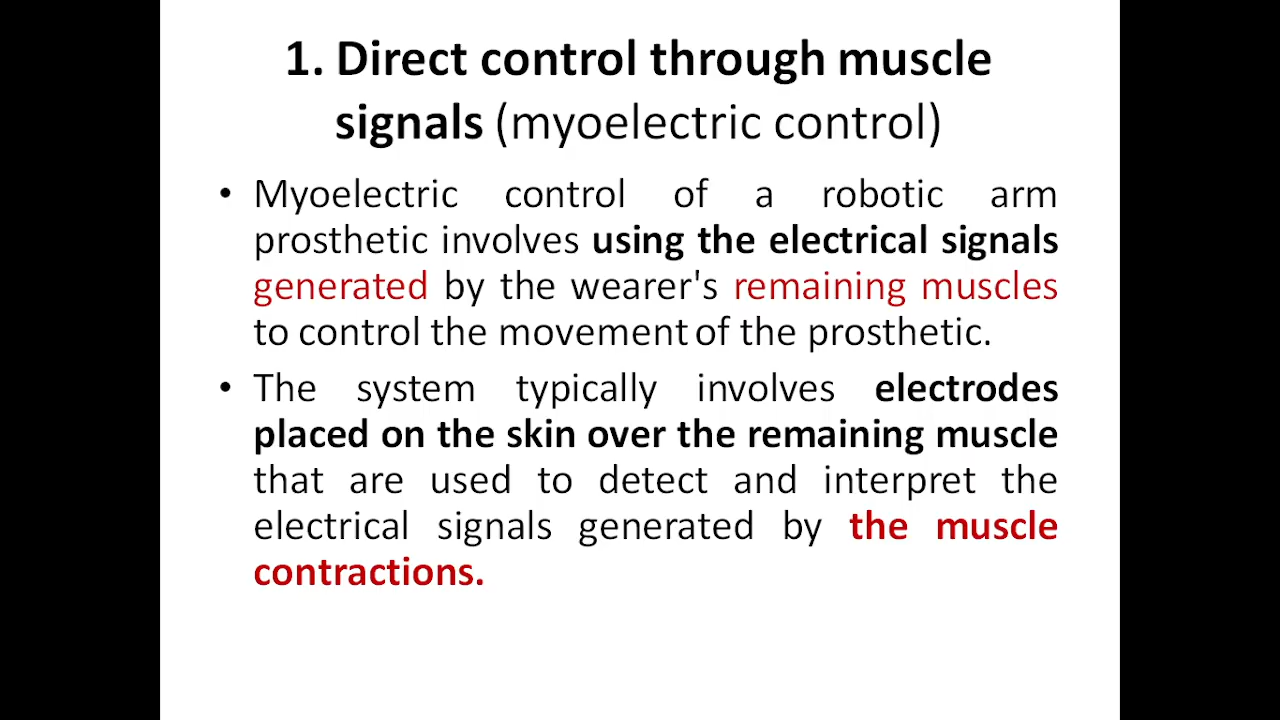 1. Direct control through muscle
signals (myoelectric control)
• Myoelectric control of a robotic arm
prosthetic involves using the electrical signals
generated by the wearer's remaining muscles
to control the movement of the prosthetic.
• The system typically involves electrodes
placed on the skin over the remaining muscle
that are used to detect and interpret the
electrical signals generated by the muscle
contractions.